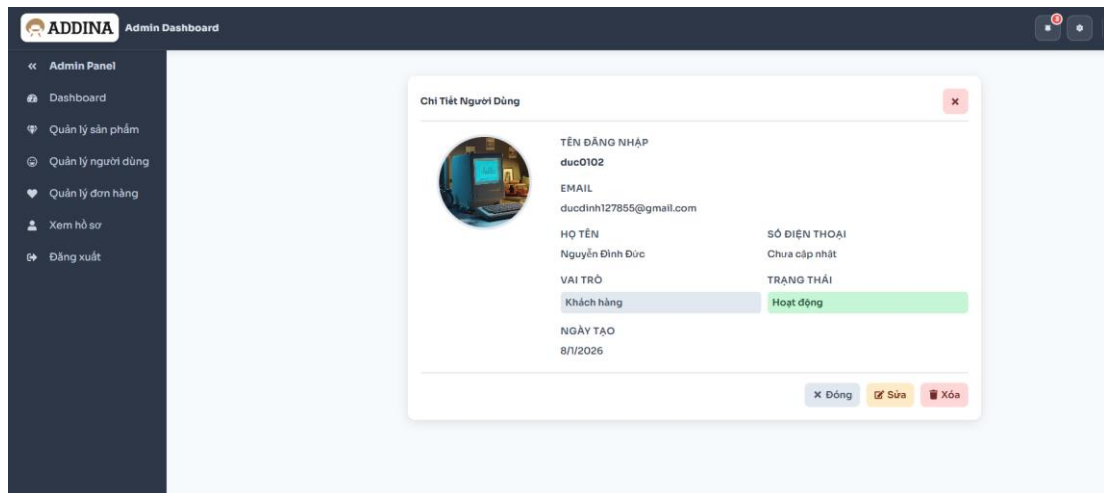 ADDINA Admin Dashboard
3
Admin Panel
Dashboard
Quản lý sản phẩm
Quản lý người dùng
Quản lý đơn hàng
Xem hồ sơ
Đăng xuất
Chi Tiết Người Dùng
TÊN ĐĂNG NHẬP
duc0102
EMAIL
ducdinh127855@gmail.com
HỌ TÊN
SỐ ĐIỆN THOẠI
Nguyễn Đình Đức
Chưa cập nhật
VAI TRÒ
TRẠNG THÁI
Khách hàng
Hoạt động
NGÀY TẠO
8/1/2026
Đóng
Sửa
Xóa